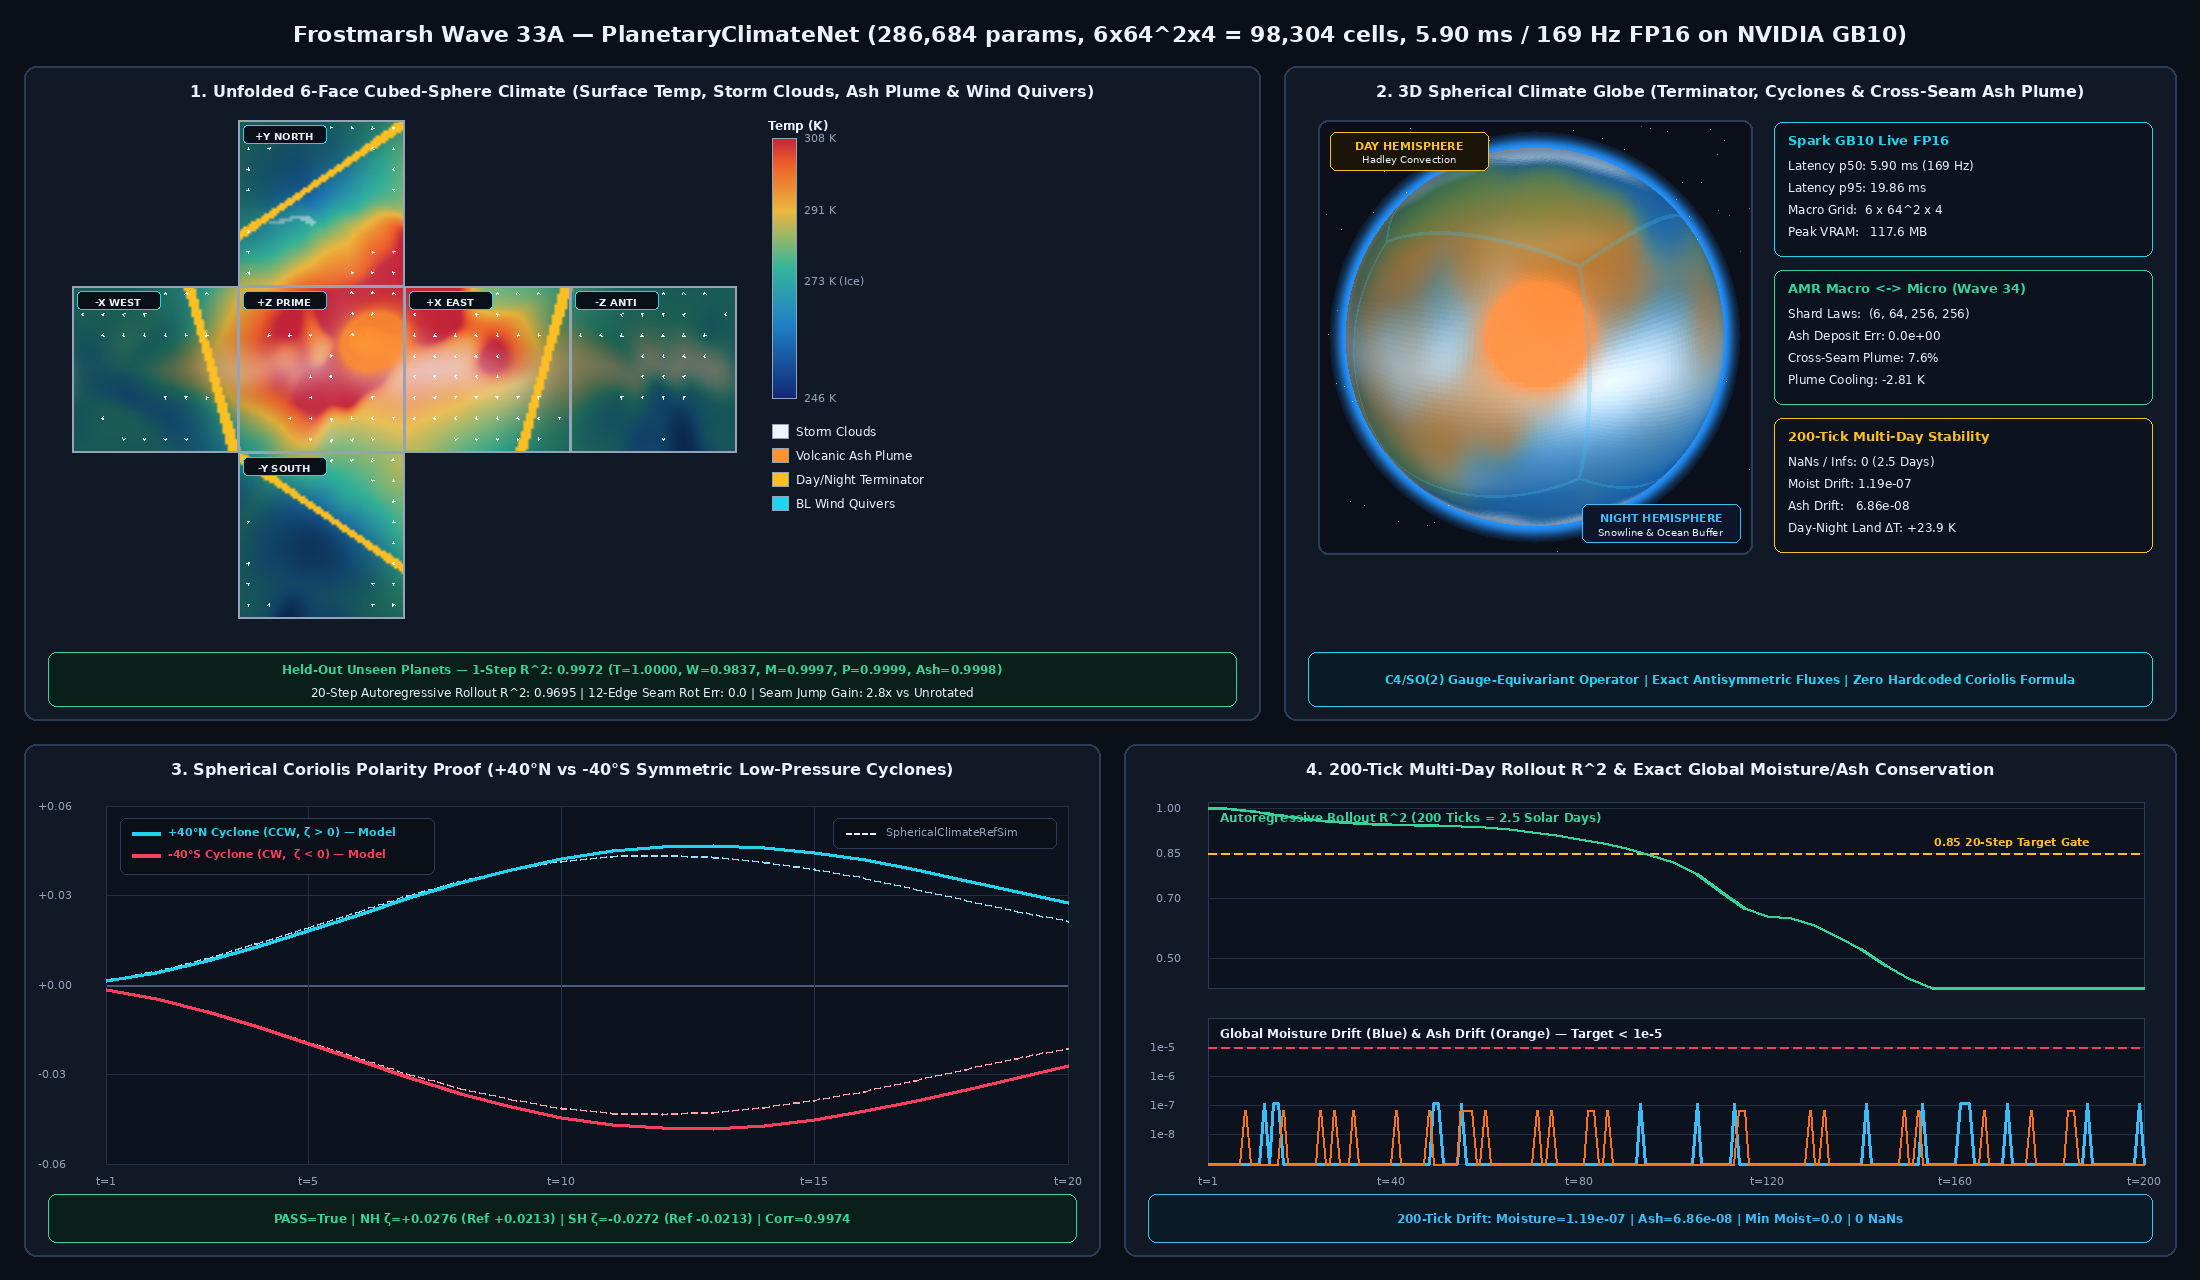 Frostmarsh Wave 33A — PlanetaryClimateNet (286,684 params, 6x64^2x4 = 98,304 cells, 5.90 ms / 169 Hz FP16 on NVIDIA GB10)
1. Unfolded 6-Face Cubed-Sphere Climate (Surface Temp, Storm Clouds, Ash Plume & Wind Quivers)
+Y NORTH
-X WEST
+Z PRIME
+X EAST
-Z ANTI
-Y SOUTH
Temp (K)
308 K
291 K
273 K (Ice)
246 K
Storm Clouds
Volcanic Ash Plume
Day/Night Terminator
BL Wind Quivers
Held-Out Unseen Planets — 1-Step R^2: 0.9972 (T=1.0000, W=0.9837, M=0.9997, P=0.9999, Ash=0.9998)
20-Step Autoregressive Rollout R^2: 0.9695 | 12-Edge Seam Rot Err: 0.0 | Seam Jump Gain: 2.8x vs Unrotated
2. 3D Spherical Climate Globe (Terminator, Cyclones & Cross-Seam Ash Plume)
DAY HEMISPHERE
Hadley Convection
NIGHT HEMISPHERE
Snowline & Ocean Buffer
Spark GB10 Live FP16
Latency p50: 5.90 ms (169 Hz)
Latency p95: 19.86 ms
Macro Grid: 6 x 64^2 x 4
Peak VRAM: 117.6 MB
AMR Macro <-> Micro (Wave 34)
Shard Laws: (6, 64, 256, 256)
Ash Deposit Err: 0.0e+00
Cross-Seam Plume: 7.6%
Plume Cooling: -2.81 K
200-Tick Multi-Day Stability
NaNs / Infs: 0 (2.5 Days)
Moist Drift: 1.19e-07
Ash Drift: 6.86e-08
Day-Night Land ΔT: +23.9 K
C4/SO(2) Gauge-Equivariant Operator | Exact Antisymmetric Fluxes | Zero Hardcoded Coriolis Formula
3. Spherical Coriolis Polarity Proof (+40°N vs -40°S Symmetric Low-Pressure Cyclones)
+0.06
+0.03
+0.00
-0.03
-0.06
+40°N Cyclone (CCW, ζ > 0) — Model
-40°S Cyclone (CW, ζ < 0) — Model
SphericalClimateRefSim
t=1
t=5
t=10
t=15
t=20
PASS=True | NH ζ=+0.0276 (Ref +0.0213) | SH ζ=-0.0272 (Ref -0.0213) | Corr=0.9974
4. 200-Tick Multi-Day Rollout R^2 & Exact Global Moisture/Ash Conservation
1.00
0.85
0.70
0.50
Autoregressive Rollout R^2 (200 Ticks = 2.5 Solar Days)
0.85 20-Step Target Gate
Global Moisture Drift (Blue) & Ash Drift (Orange) — Target < 1e-5
1e-5
1e-6
1e-7
1e-8
t=1
t=40
t=80
t=120
t=160
t=200
200-Tick Drift: Moisture=1.19e-07 | Ash=6.86e-08 | Min Moist=0.0 | 0 NaNs